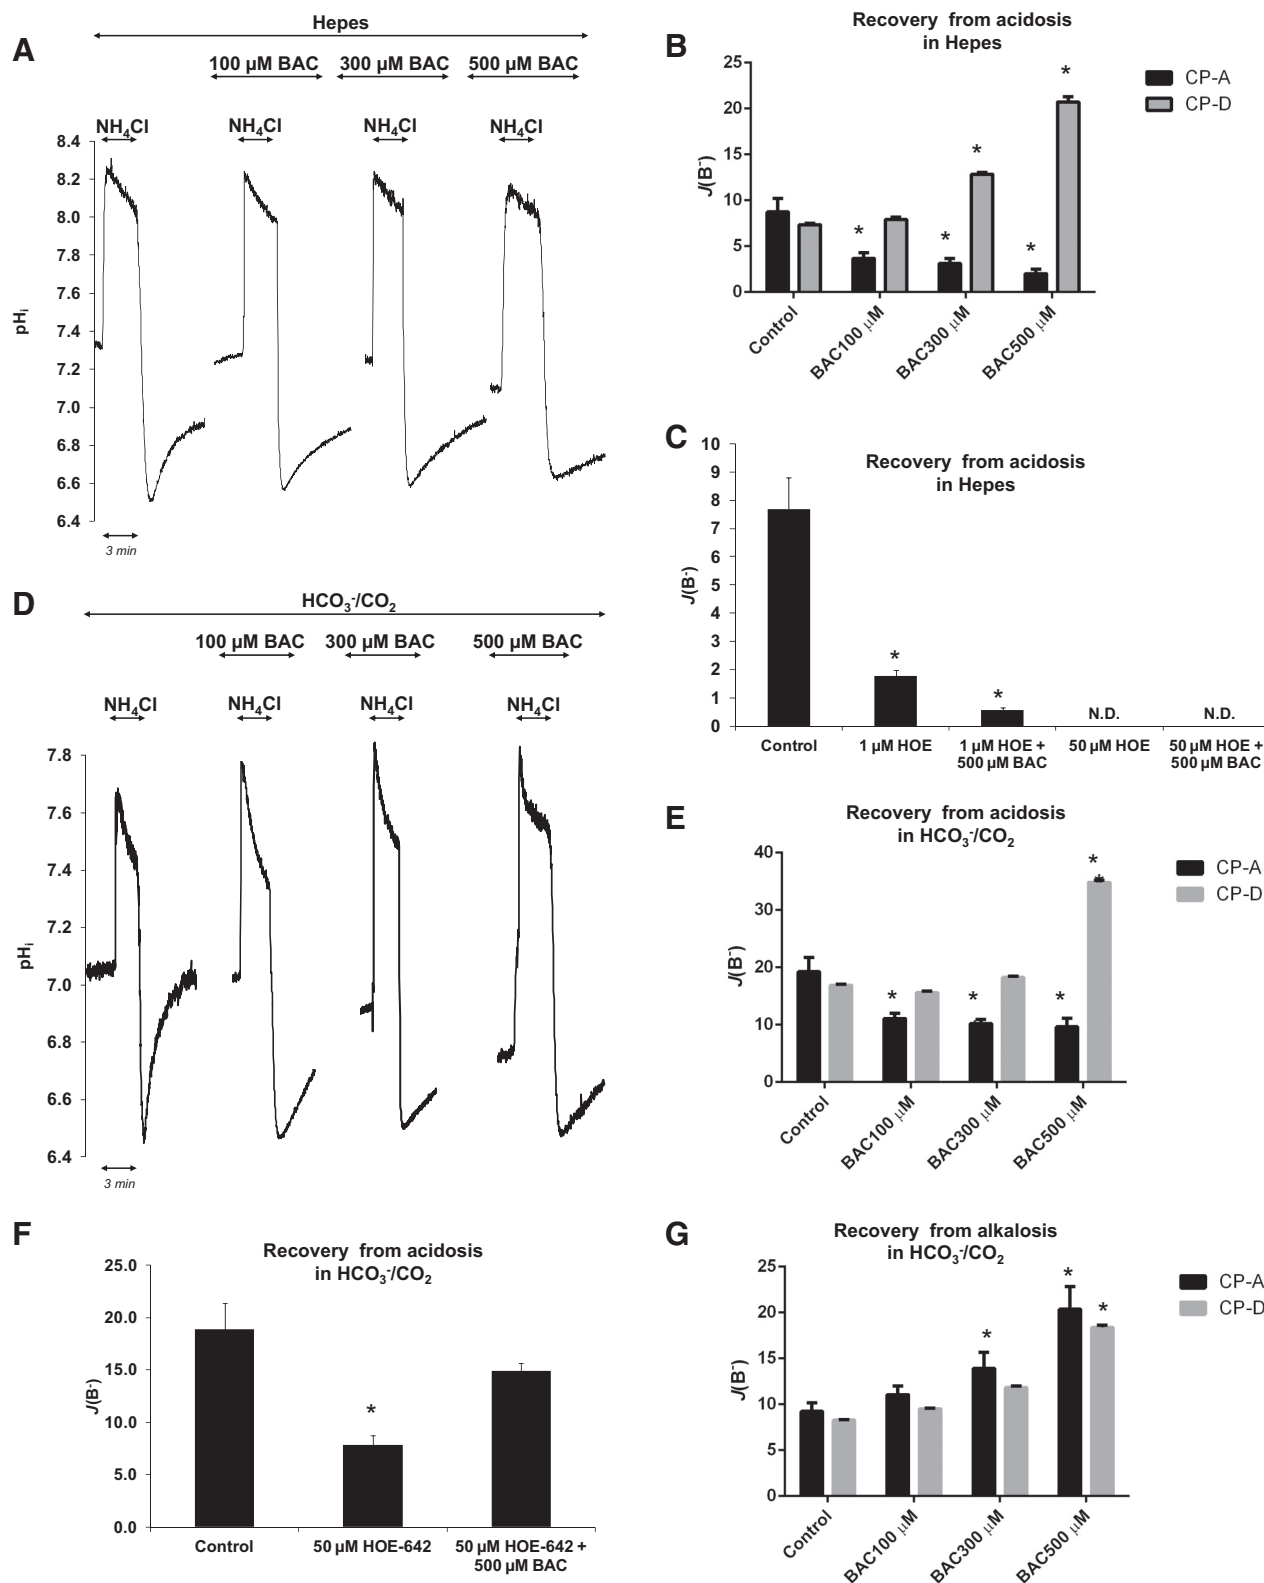 A
Hepes
100 µM BAC
300 µM BAC
500 µM BAC
NH₄Cl
NH₄Cl
NH₄Cl
NH₄Cl
8.4
8.2
8.0
7.8
7.6
7.4
7.2
7.0
6.8
6.6
6.4
pHᵢ
3 min
B
Recovery from acidosis
in Hepes
25
20
15
10
5
0
J(B⁻)
*
*
*
*
*
CP-A
CP-D
Control
BAC100 µM
BAC300 µM
BAC500 µM
C
Recovery from acidosis
in Hepes
10
9
8
7
6
5
4
3
2
1
0
J(B⁻)
*
*
N.D.
N.D.
Control
1 µM HOE
1 µM HOE +
500 µM BAC
50 µM HOE
50 µM HOE +
500 µM BAC
D
HCO₃⁻/CO₂
100 µM BAC
300 µM BAC
500 µM BAC
NH₄Cl
NH₄Cl
NH₄Cl
NH₄Cl
7.8
7.6
7.4
7.2
7.0
6.8
6.6
6.4
pHᵢ
3 min
E
Recovery from acidosis
in HCO₃⁻/CO₂
40
30
20
10
0
J(B⁻)
*
*
*
*
*
CP-A
CP-D
Control
BAC100 µM
BAC300 µM
BAC500 µM
F
Recovery from acidosis
in HCO₃⁻/CO₂
25.0
20.0
15.0
10.0
5.0
0.0
J(B⁻)
*
Control
50 µM HOE-642
50 µM HOE-642 +
500 µM BAC
G
Recovery from alkalosis
in HCO₃⁻/CO₂
25
20
15
10
5
0
J(B⁻)
*
*
*
CP-A
CP-D
Control
BAC100 µM
BAC300 µM
BAC500 µM